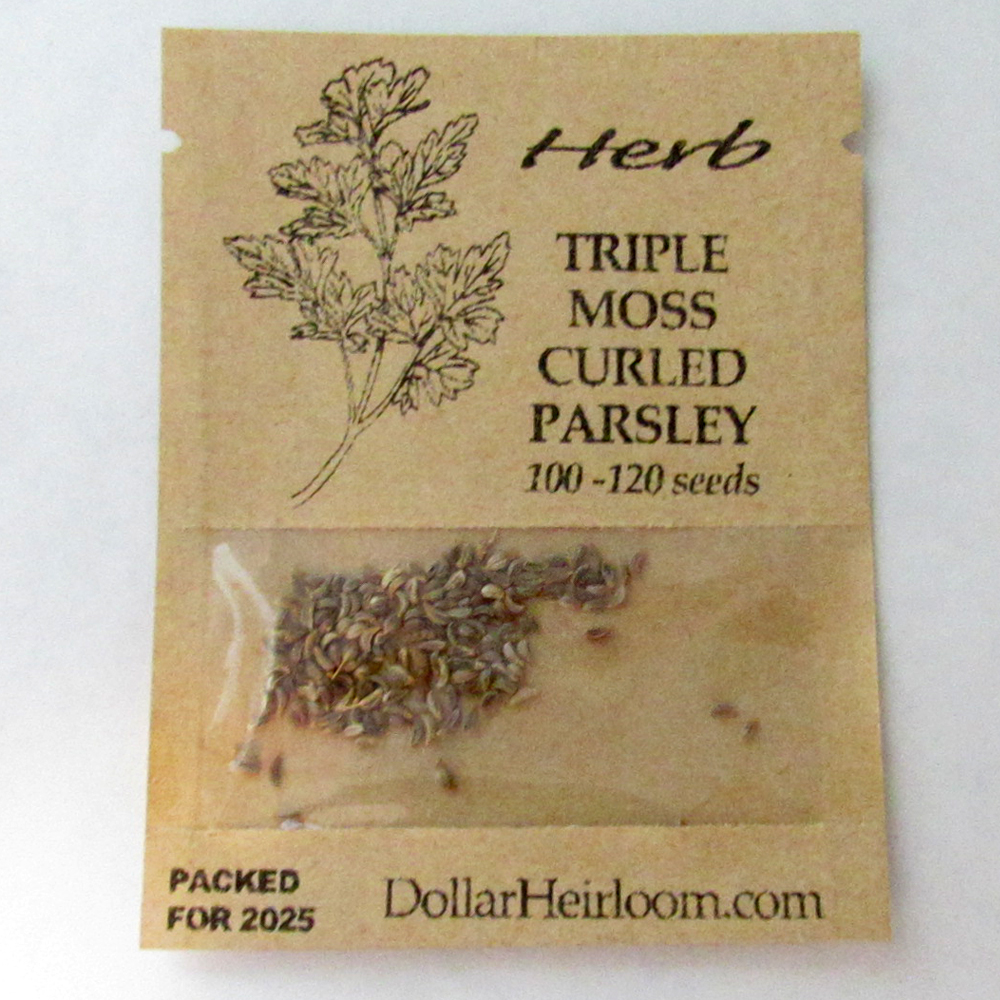 Herb
TRIPLE
MOSS
CURLED
PARSLEY
100 -120 seeds
PACKED
FOR 2025
DollarHeirloom.com